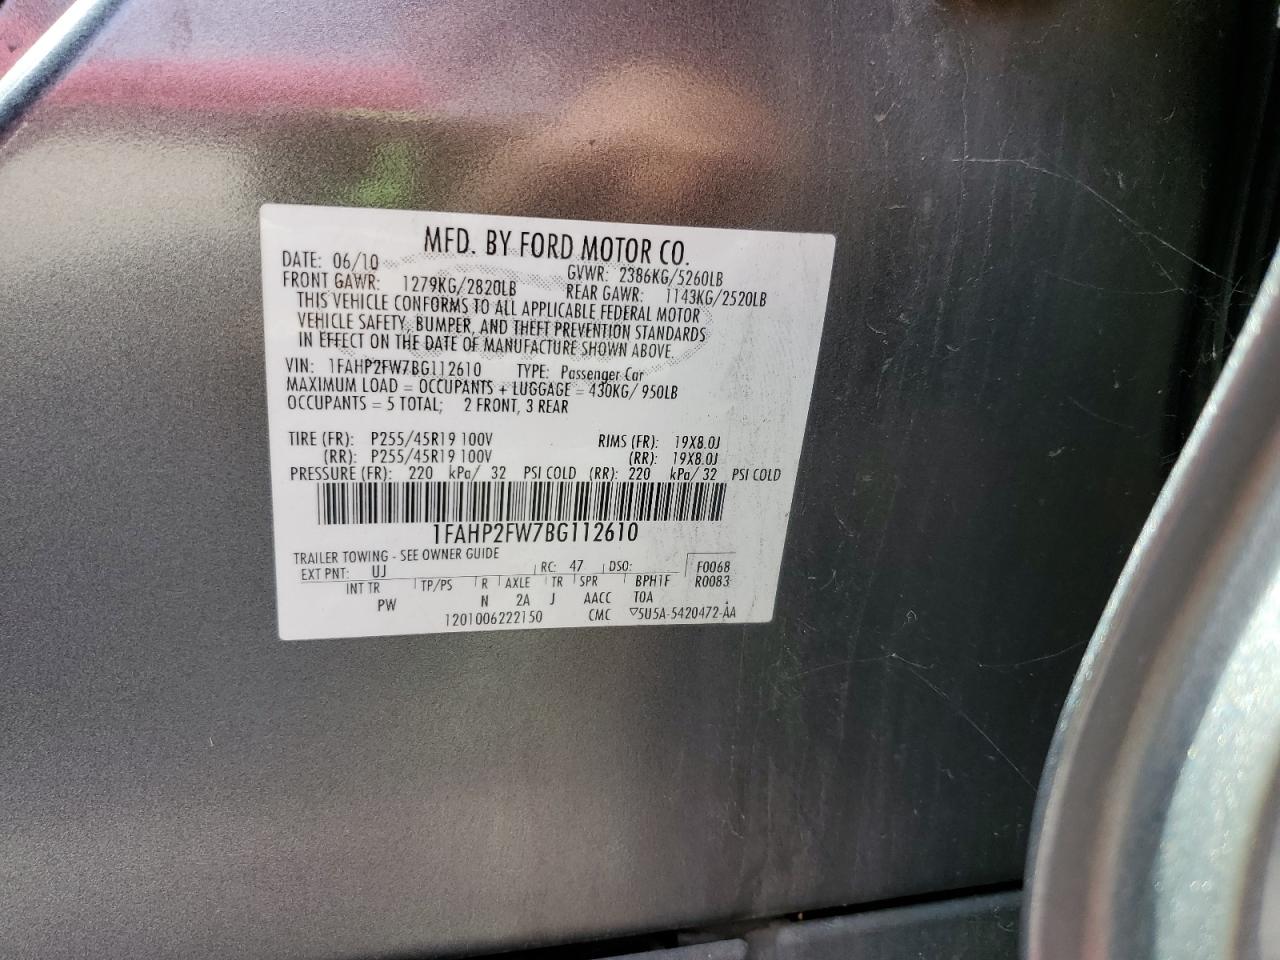 MFD. BY FORD MOTOR CO.
DATE: 06/10 GVWR: 2386KG/5260LB
FRONT GAWR: 1279KG/2820LB REAR GAWR: 1143KG/2520LB
THIS VEHICLE CONFORMS TO ALL APPLICABLE FEDERAL MOTOR
VEHICLE SAFETY, BUMPER, AND THEFT PREVENTION STANDARDS
IN EFFECT ON THE DATE OF MANUFACTURE SHOWN ABOVE.
VIN: 1FAHP2FW7BG112610 TYPE: Passenger Car
MAXIMUM LOAD = OCCUPANTS + LUGGAGE = 430KG/ 950LB
OCCUPANTS = 5 TOTAL; 2 FRONT, 3 REAR
TIRE (FR): P255/45R19 100V RIMS (FR): 19X8.0J
(RR): P255/45R19 100V (RR): 19X8.0J
PRESSURE (FR): 220 kPa/ 32 PSI COLD (RR): 220 kPa/ 32 PSI COLD
1FAHP2FW7BG112610
TRAILER TOWING - SEE OWNER GUIDE
EXT PNT: UJ RC: 47 DSO: F0068
INT TR TP/PS R AXLE TR SPR BPH1F R0083
PW N 2A J AACC T0A
1201006222150 CMC ▽5U5A-5420472-AA